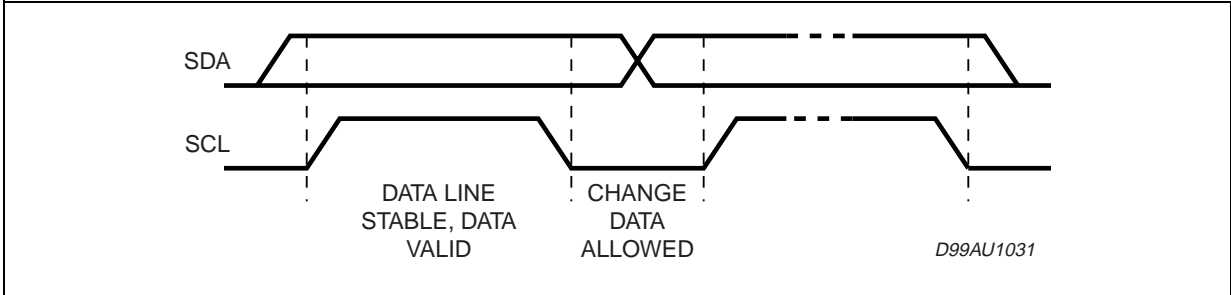 SDA
SCL
DATA LINE
STABLE, DATA
VALID
CHANGE
DATA
ALLOWED
D99AU1031